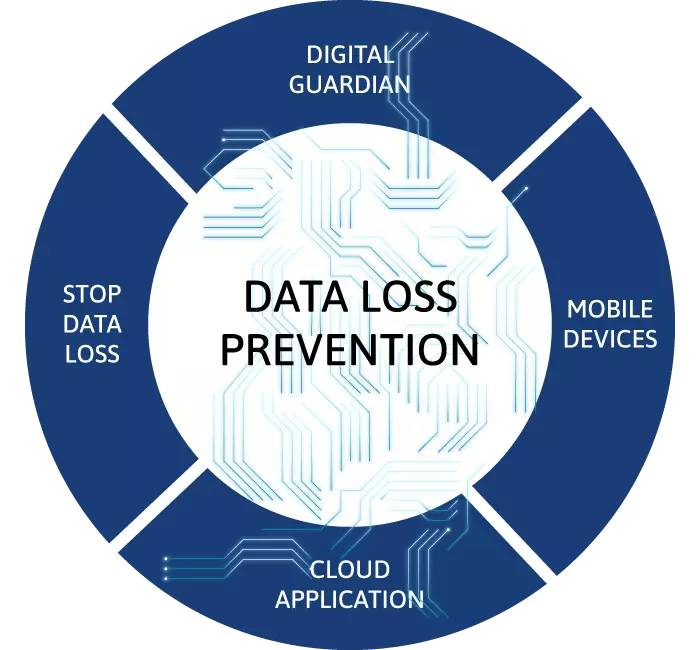 DIGITAL
GUARDIAN
STOP
DATA
LOSS
DATA LOSS
PREVENTION
MOBILE
DEVICES
CLOUD
APPLICATION